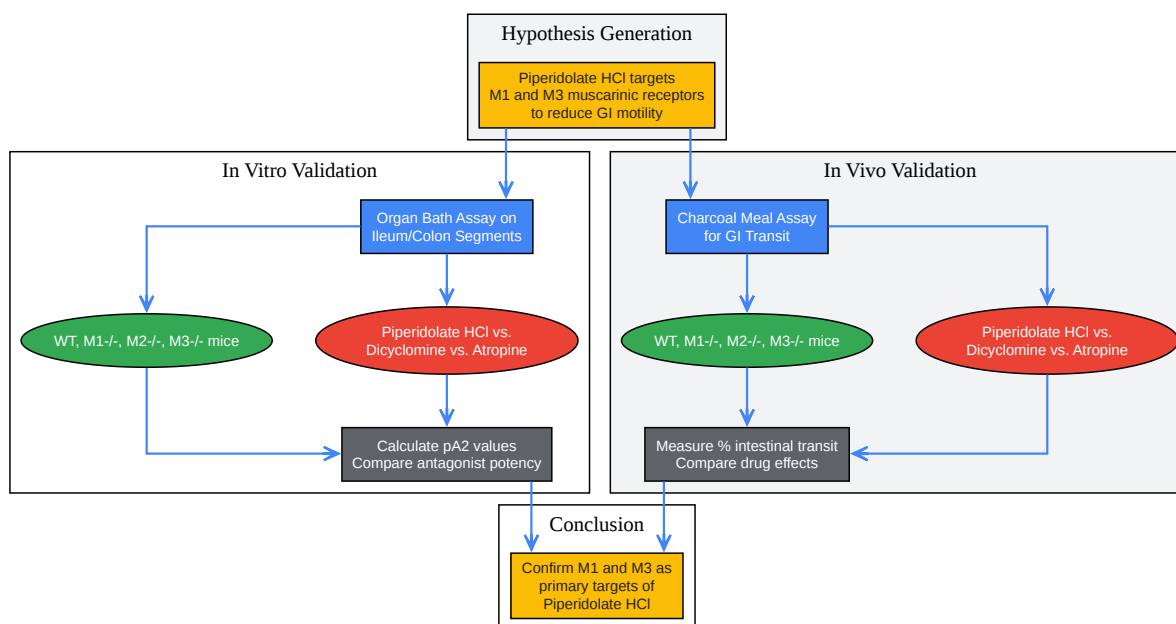 Hypothesis Generation
Piperidolate HCl targets
M1 and M3 muscarinic receptors
to reduce GI motility
In Vitro Validation
Organ Bath Assay on
Ileum/Colon Segments
WT, M1-/-, M2-/-, M3-/- mice
Piperidolate HCl vs.
Dicyclomine vs. Atropine
Calculate pA2 values
Compare antagonist potency
In Vivo Validation
Charcoal Meal Assay
for GI Transit
WT, M1-/-, M2-/-, M3-/- mice
Piperidolate HCl vs.
Dicyclomine vs. Atropine
Measure % intestinal transit
Compare drug effects
Conclusion
Confirm M1 and M3 as
primary targets of
Piperidolate HCl